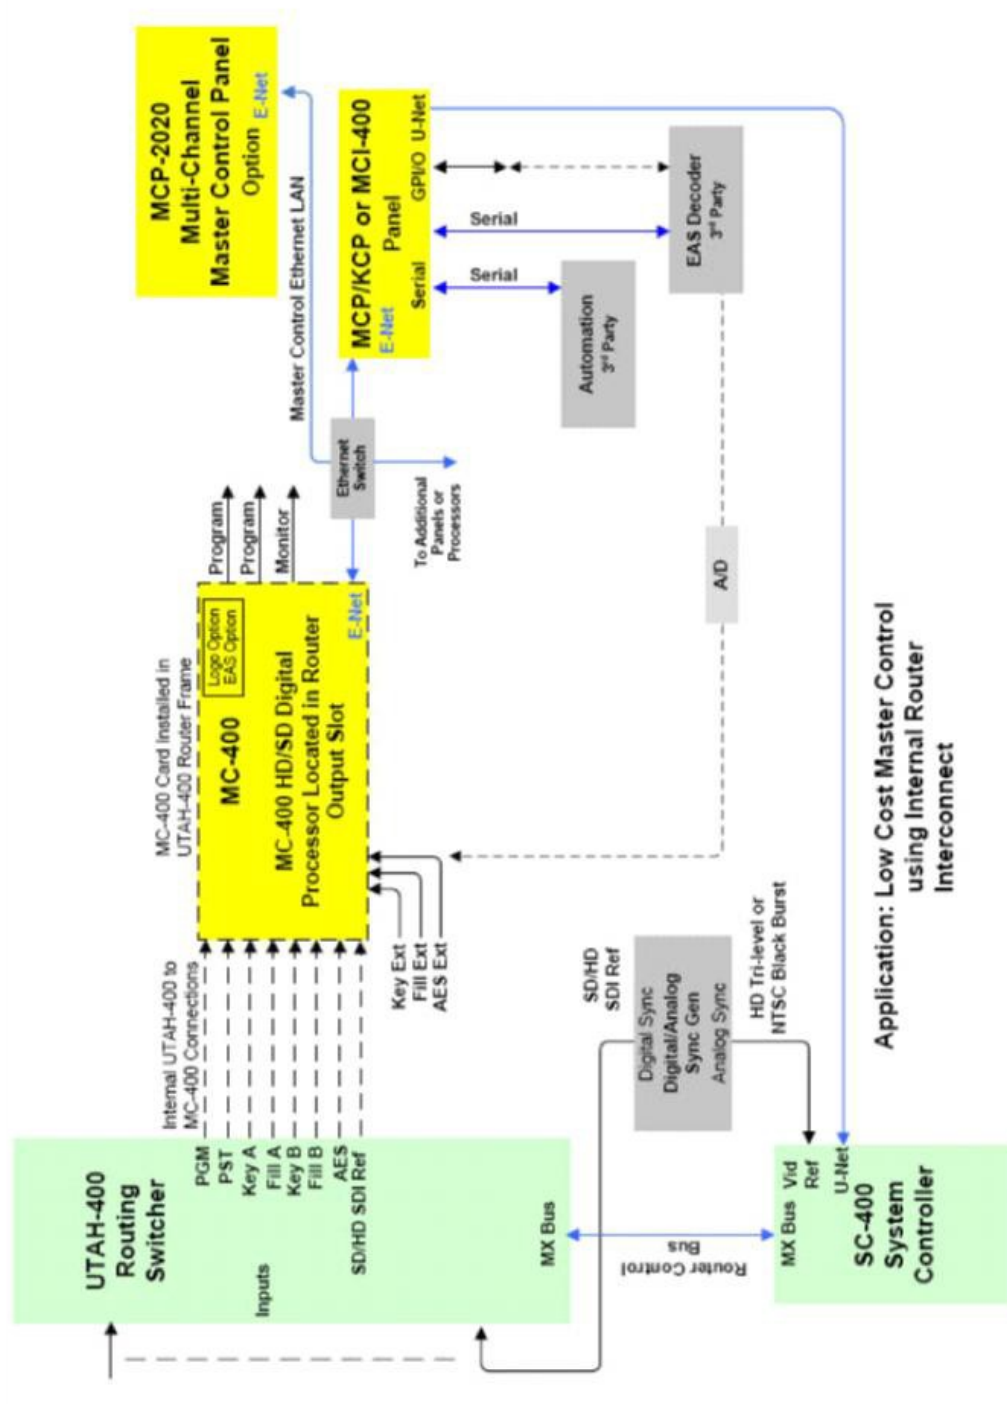 UTAH-400
Routing
Switcher
Inputs
PGM
PST
Key A
Fill A
Key B
Fill B
AES
SD/HD SDI Ref
MX Bus
Internal UTAH-400 to
MC-400 Connections
MC-400 Card Installed in
UTAH-400 Router Frame
MC-400
Logo Option
EAS Option
MC-400 HD/SD Digital
Processor Located in Router
Output Slot
E-Net
Program
Program
Monitor
Key Ext
Fill Ext
AES Ext
Ethernet
Switch
To Additional
Panels or
Processors
Master Control Ethernet LAN
MCP-2020
Multi-Channel
Master Control Panel
Option
E-Net
MCP/KCP or MCI-400
Panel
E-Net
Serial
GPI/O
U-Net
Serial
Serial
Automation
3rd Party
EAS Decoder
3rd Party
A/D
SD/HD
SDI Ref
Digital Sync
Digital/Analog
Sync Gen
Analog Sync
HD Tri-level or
NTSC Black Burst
Router Control
Bus
MX Bus
Vid
Ref
U-Net
SC-400
System
Controller
Application: Low Cost Master Control
using Internal Router
Interconnect